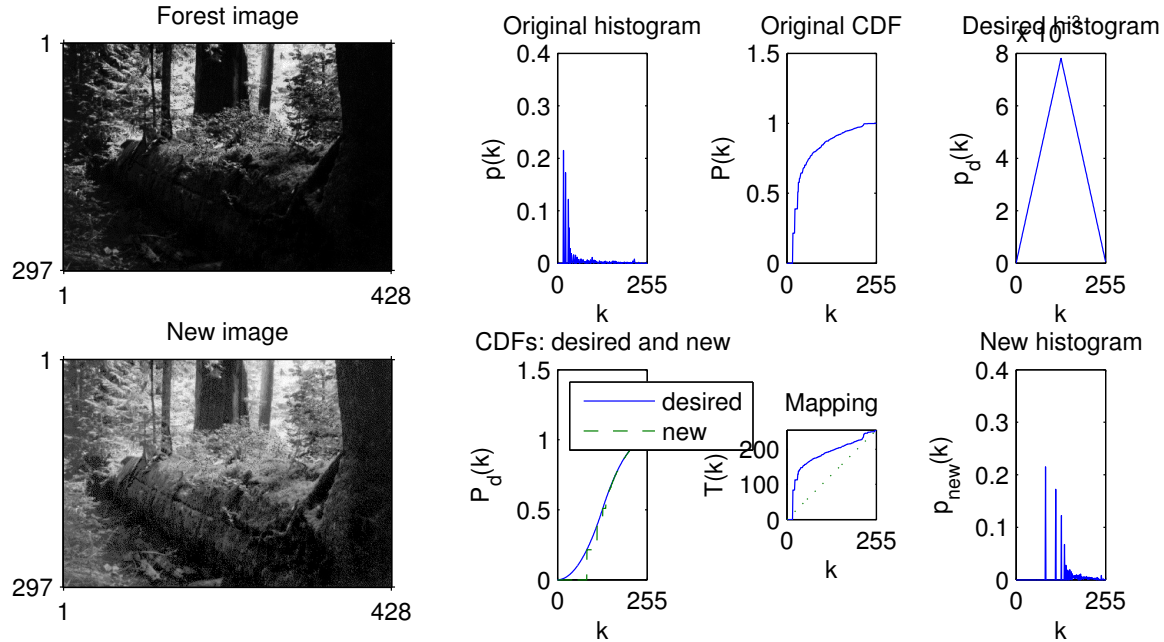 Forest image
1
297
1
428
Original histogram
0.4
0.3
0.2
0.1
0
p(k)
0
255
k
Original CDF
1.5
1
0.5
0
P(k)
0
255
k
Desired histogram
x 10⁻³
8
6
4
2
0
p_d(k)
0
255
k
New image
1
297
1
428
CDFs: desired and new
1.5
1
0.5
0
P_d(k)
desired
new
0
255
k
Mapping
200
100
0
T(k)
0
255
k
New histogram
0.4
0.3
0.2
0.1
0
p_new(k)
0
255
k